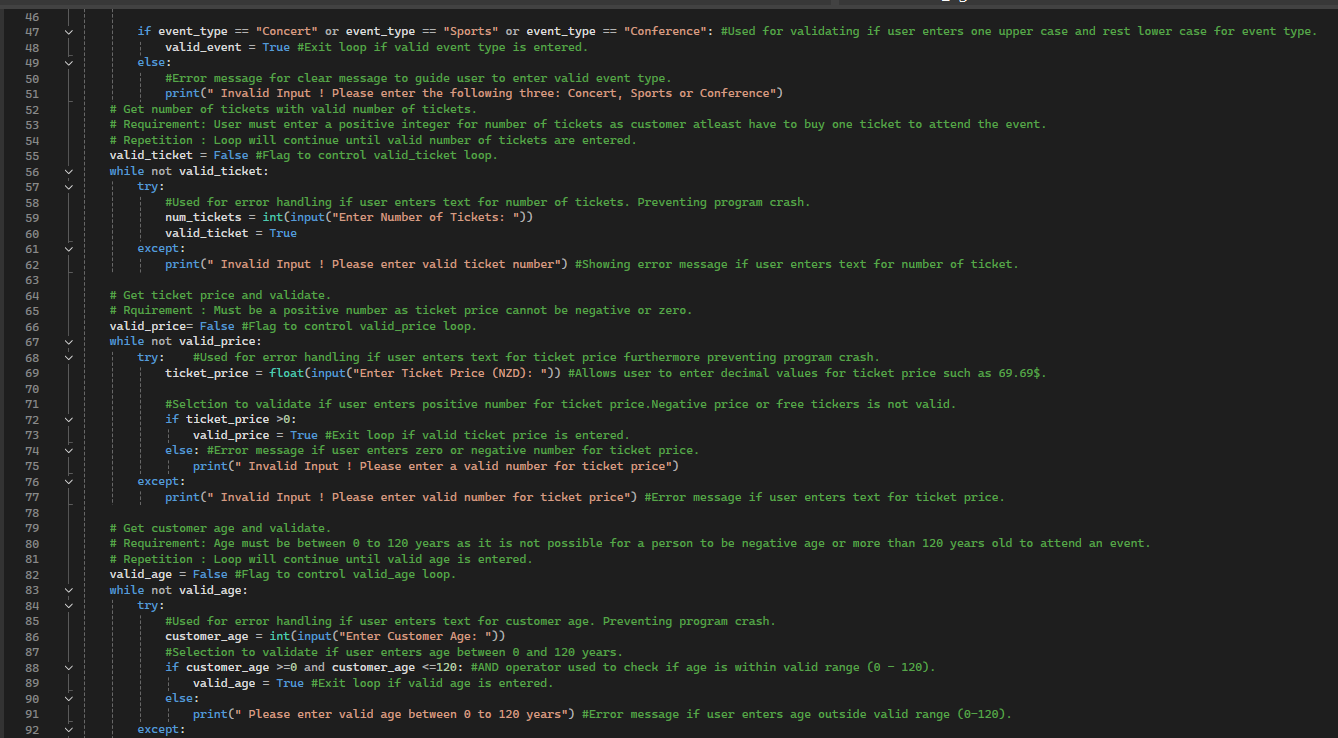 46
47 if event_type == "Concert" or event_type == "Sports" or event_type == "Conference": #Used for validating if user enters one upper case and rest lower case for event type.
48 valid_event = True #Exit loop if valid event type is entered.
49 else:
50 #Error message for clear message to guide user to enter valid event type.
51 print(" Invalid Input ! Please enter the following three: Concert, Sports or Conference")
52 # Get number of tickets with valid number of tickets.
53 # Requirement: User must enter a positive integer for number of tickets as customer atleast have to buy one ticket to attend the event.
54 # Repetition : Loop will continue until valid number of tickets are entered.
55 valid_ticket = False #Flag to control valid_ticket loop.
56 while not valid_ticket:
57 try:
58 #Used for error handling if user enters text for number of tickets. Preventing program crash.
59 num_tickets = int(input("Enter Number of Tickets: "))
60 valid_ticket = True
61 except:
62 print(" Invalid Input ! Please enter valid ticket number") #Showing error message if user enters text for number of ticket.
63
64 # Get ticket price and validate.
65 # Rquirement : Must be a positive number as ticket price cannot be negative or zero.
66 valid_price= False #Flag to control valid_price loop.
67 while not valid_price:
68 try: #Used for error handling if user enters text for ticket price furthermore preventing program crash.
69 ticket_price = float(input("Enter Ticket Price (NZD): ")) #Allows user to enter decimal values for ticket price such as 69.69$.
70
71 #Selction to validate if user enters positive number for ticket price.Negative price or free tickers is not valid.
72 if ticket_price >0:
73 valid_price = True #Exit loop if valid ticket price is entered.
74 else: #Error message if user enters zero or negative number for ticket price.
75 print(" Invalid Input ! Please enter a valid number for ticket price")
76 except:
77 print(" Invalid Input ! Please enter valid number for ticket price") #Error message if user enters text for ticket price.
78
79 # Get customer age and validate.
80 # Requirement: Age must be between 0 to 120 years as it is not possible for a person to be negative age or more than 120 years old to attend an event.
81 # Repetition : Loop will continue until valid age is entered.
82 valid_age = False #Flag to control valid_age loop.
83 while not valid_age:
84 try:
85 #Used for error handling if user enters text for customer age. Preventing program crash.
86 customer_age = int(input("Enter Customer Age: "))
87 #Selection to validate if user enters age between 0 and 120 years.
88 if customer_age >=0 and customer_age <=120: #AND operator used to check if age is within valid range (0 - 120).
89 valid_age = True #Exit loop if valid age is entered.
90 else:
91 print(" Please enter valid age between 0 to 120 years") #Error message if user enters age outside valid range (0-120).
92 except: